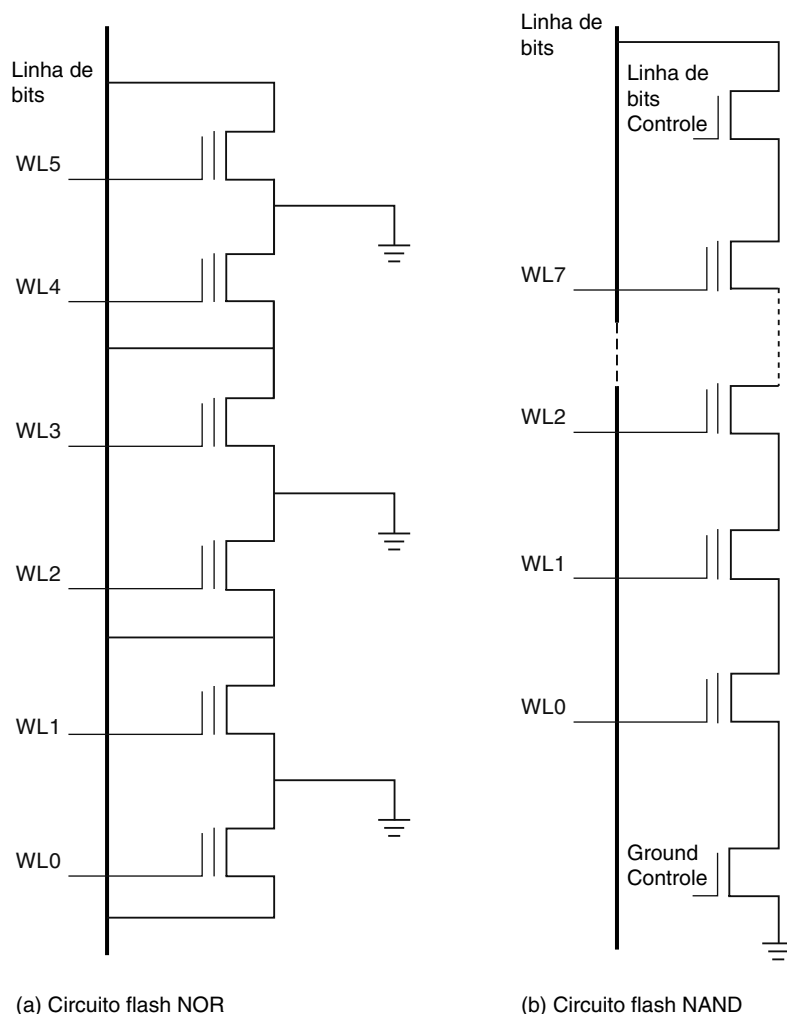 Linha de
bits
WL5
WL4
WL3
WL2
WL1
WL0
(a) Circuito flash NOR
Linha de
bits
Linha de
bits
Controle
WL7
WL2
WL1
WL0
Ground
Controle
(b) Circuito flash NAND